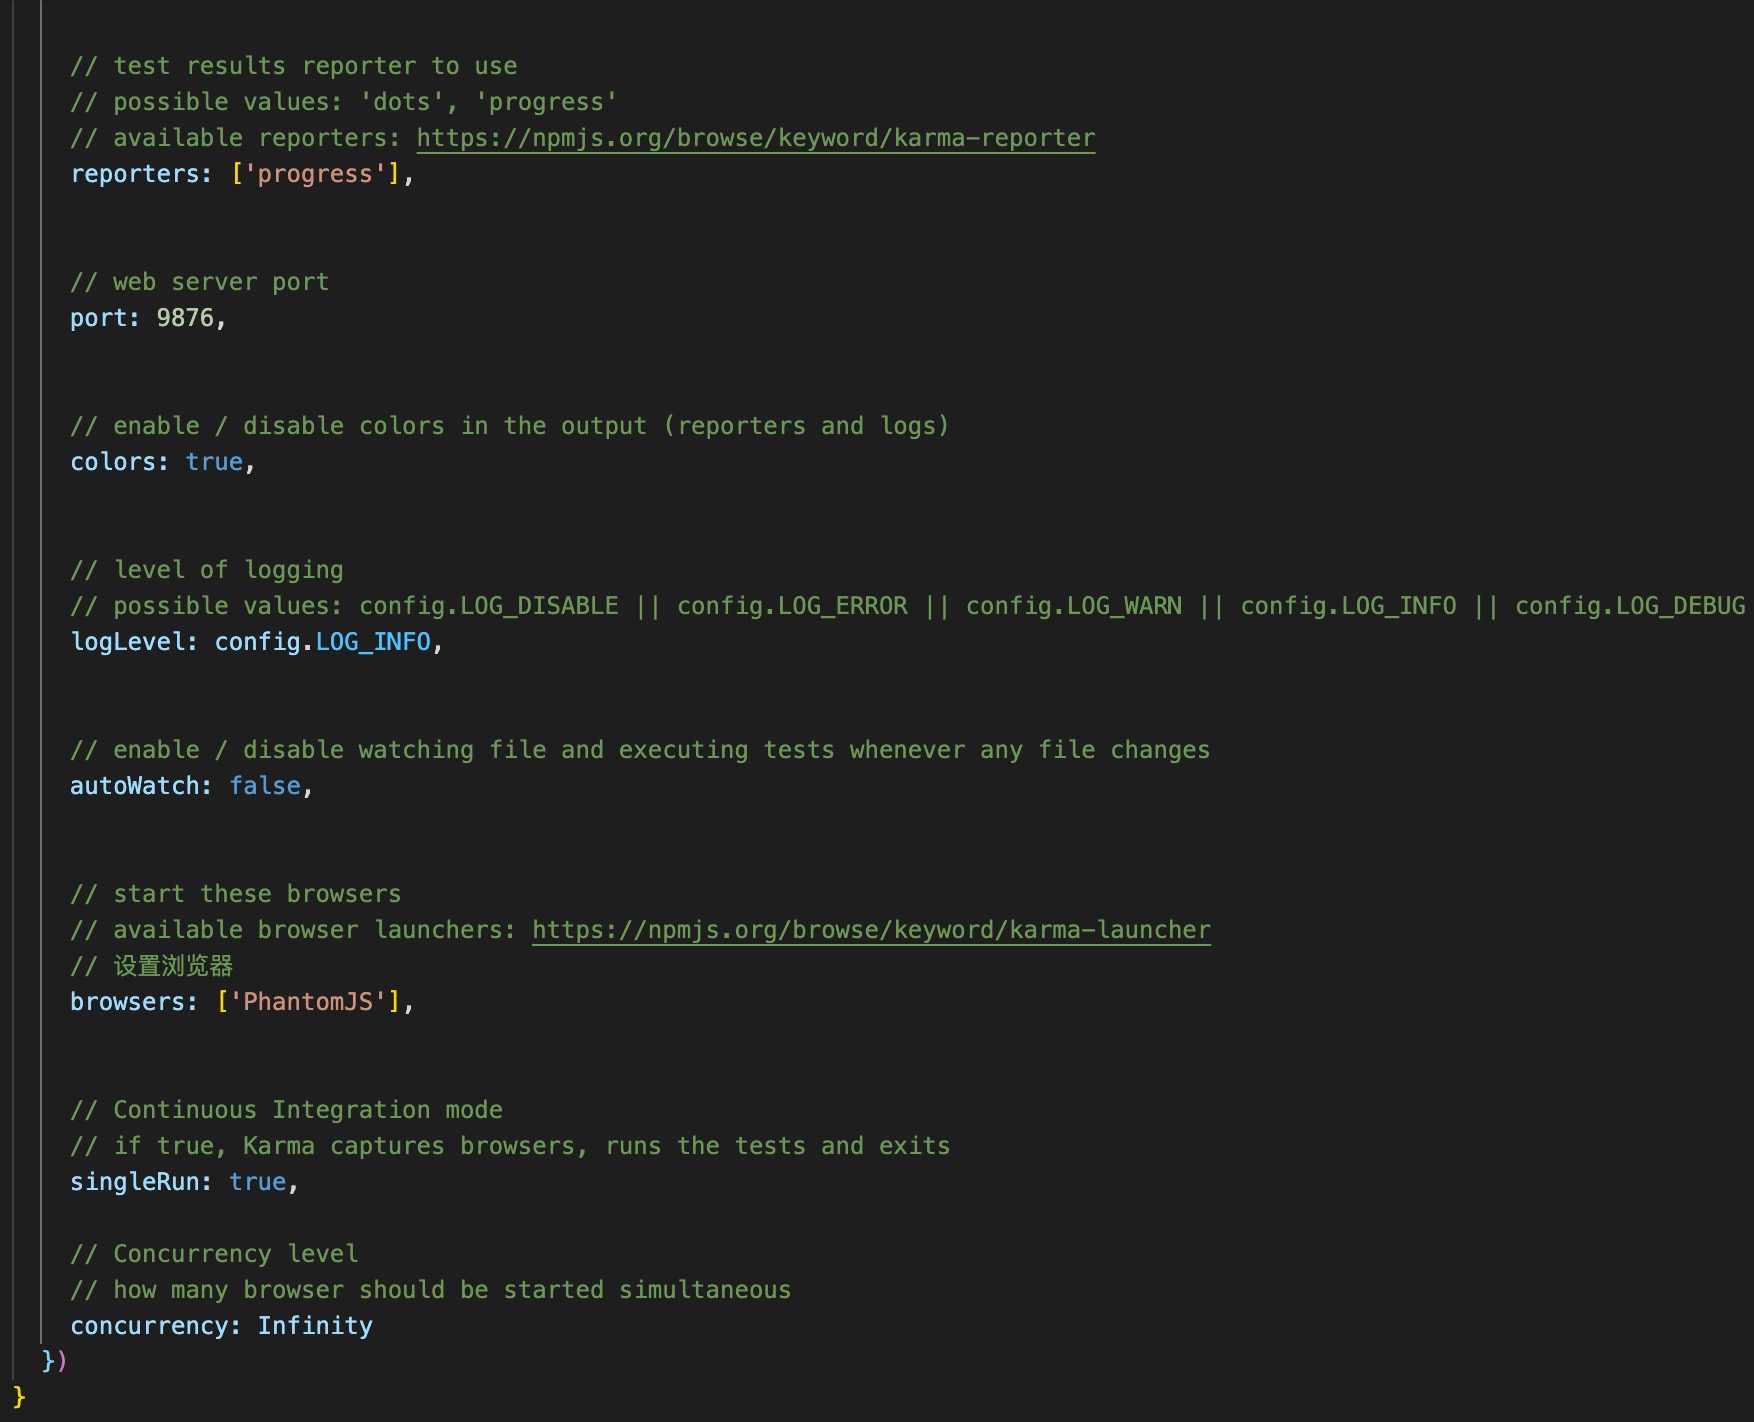 // test results reporter to use
// possible values: 'dots', 'progress'
// available reporters: https://npmjs.org/browse/keyword/karma-reporter
reporters: ['progress'],
// web server port
port: 9876,
// enable / disable colors in the output (reporters and logs)
colors: true,
// level of logging
// possible values: config.LOG_DISABLE || config.LOG_ERROR || config.LOG_WARN || config.LOG_INFO || config.LOG_DEBUG
logLevel: config.LOG_INFO,
// enable / disable watching file and executing tests whenever any file changes
autoWatch: false,
// start these browsers
// available browser launchers: https://npmjs.org/browse/keyword/karma-launcher
// 设置浏览器
browsers: ['PhantomJS'],
// Continuous Integration mode
// if true, Karma captures browsers, runs the tests and exits
singleRun: true,
// Concurrency level
// how many browser should be started simultaneous
concurrency: Infinity
})
}